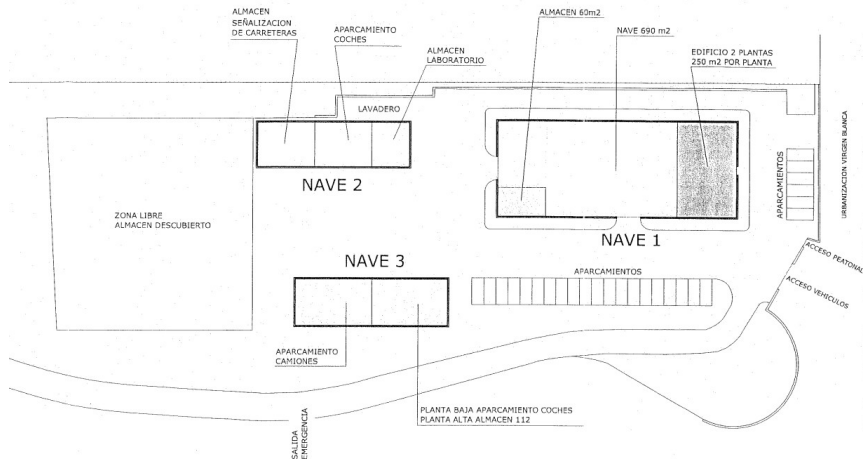 ALMACEN
SEÑALIZACION
DE CARRETERAS
APARCAMIENTO
COCHES
ALMACEN
LABORATORIO
ALMACEN 60m2
NAVE 690 m2
EDIFICIO 2 PLANTAS
250 m2 POR PLANTA
LAVADERO
NAVE 2
ZONA LIBRE
ALMACEN DESCUBIERTO
NAVE 1
APARCAMIENTOS
URBANIZACION VIRGEN BLANCA
NAVE 3
APARCAMIENTOS
ACCESO PEATONAL
ACCESO VEHICULOS
APARCAMIENTO
CAMIONES
PLANTA BAJA APARCAMIENTO COCHES
PLANTA ALTA ALMACEN 112
SALIDA
EMERGENCIA